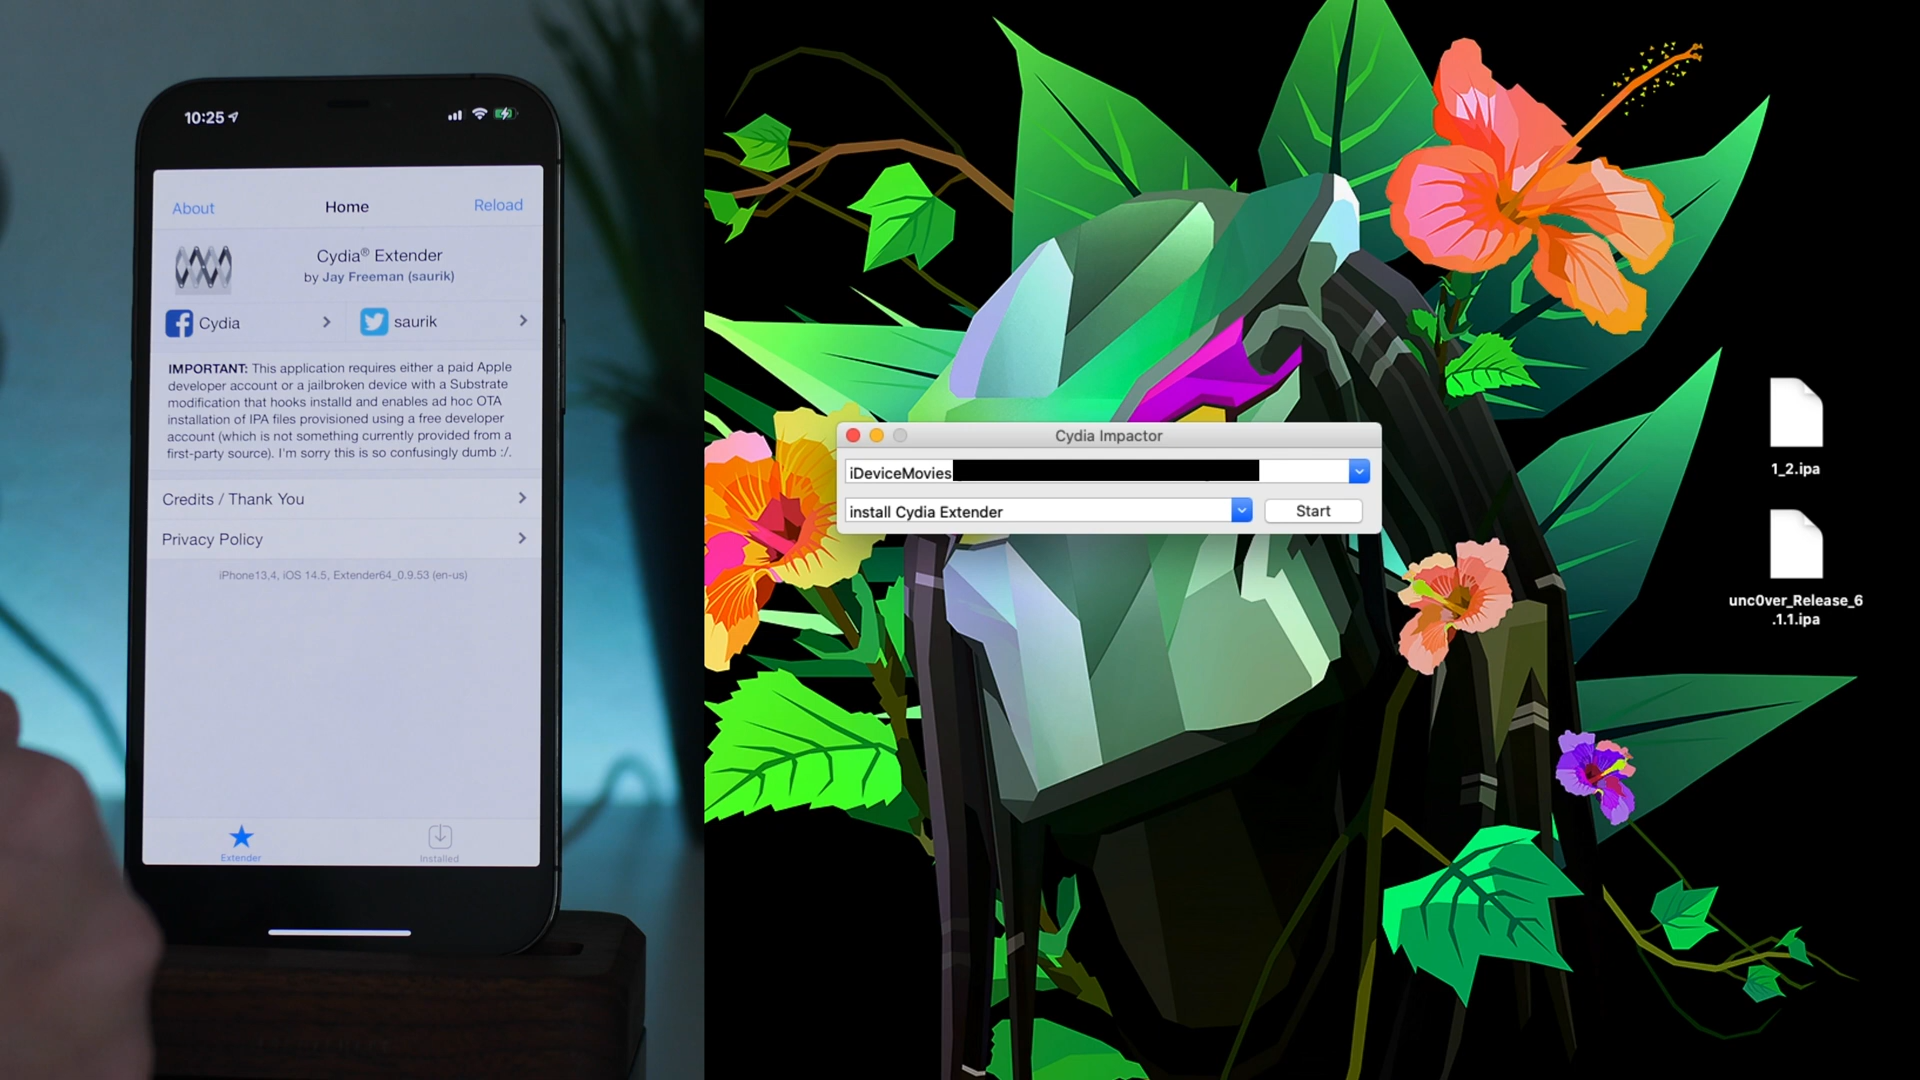 10:25
About
Home
Reload
Cydia® Extender
by Jay Freeman (saurik)
Cydia
saurik
IMPORTANT: This application requires either a paid Apple
developer account or a jailbroken device with a Substrate
modification that hooks installd and enables ad hoc OTA
installation of IPA files provisioned using a free developer
account (which is not something currently provided from a
first-party source). I'm sorry this is so confusingly dumb :/.
Credits / Thank You
Privacy Policy
iPhone13,4, iOS 14.5, Extender64_0.9.53 (en-us)
Extender
Installed
Cydia Impactor
iDeviceMovies
install Cydia Extender
Start
1_2.ipa
unc0ver_Release_6
.1.1.ipa